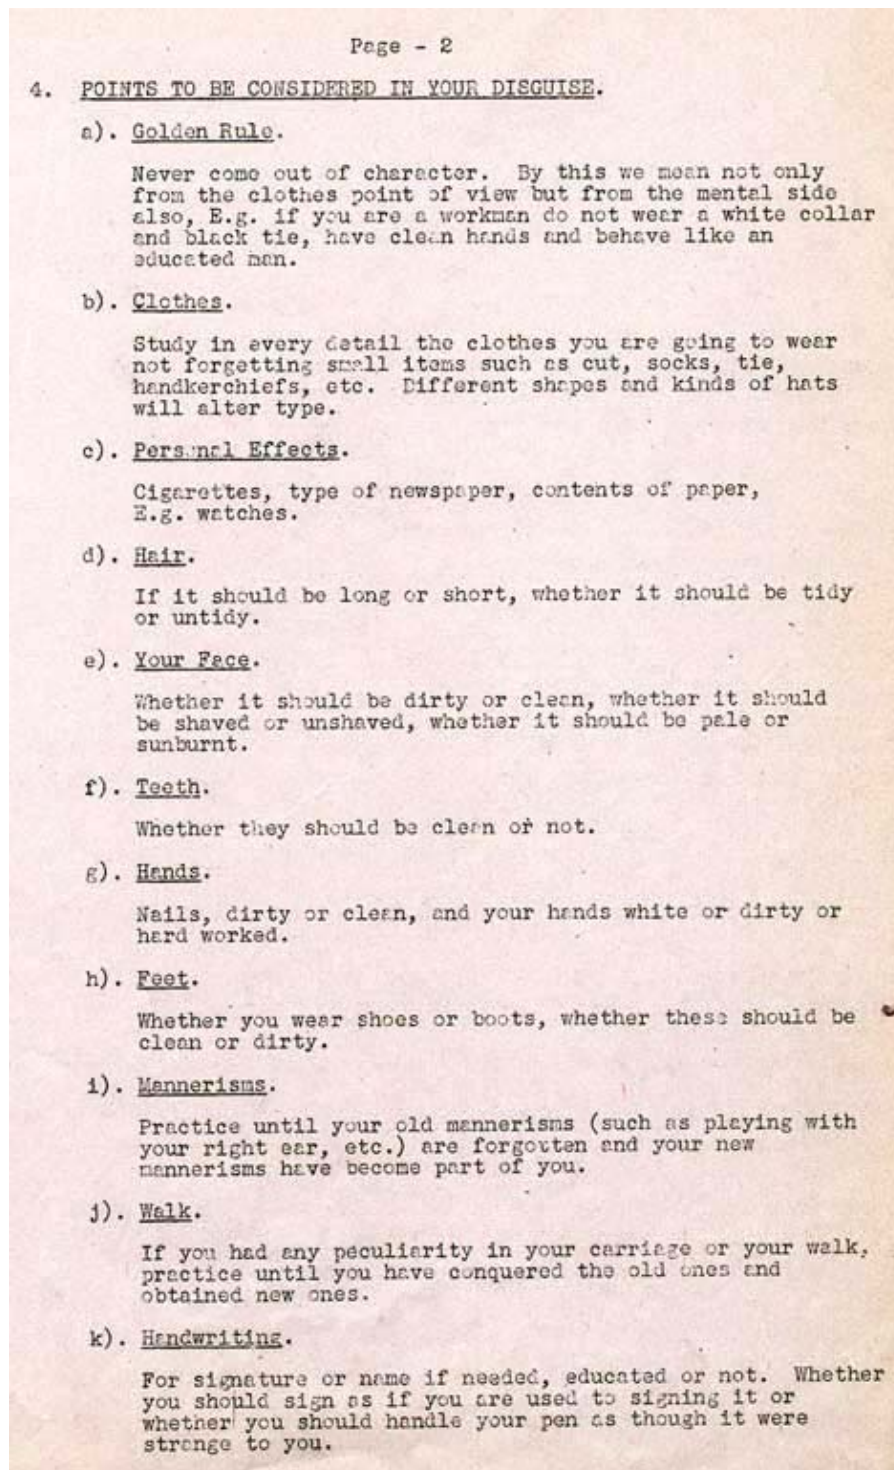 Page - 2
4. POINTS TO BE CONSIDERED IN YOUR DISGUISE.
a). Golden Rule.
Never come out of character. By this we mean not only
from the clothes point of view but from the mental side
also, E.g. if you are a workman do not wear a white collar
and black tie, have clean hands and behave like an
educated man.
b). Clothes.
Study in every detail the clothes you are going to wear
not forgetting small items such as cut, socks, tie,
handkerchiefs, etc. Different shapes and kinds of hats
will alter type.
c). Personal Effects.
Cigarettes, type of newspaper, contents of paper,
E.g. watches.
d). Hair.
If it should be long or short, whether it should be tidy
or untidy.
e). Your Face.
Whether it should be dirty or clean, whether it should
be shaved or unshaved, whether it should be pale or
sunburnt.
f). Teeth.
Whether they should be clean or not.
g). Hands.
Nails, dirty or clean, and your hands white or dirty or
hard worked.
h). Feet.
Whether you wear shoes or boots, whether these should be
clean or dirty.
i). Mannerisms.
Practice until your old mannerisms (such as playing with
your right ear, etc.) are forgotten and your new
mannerisms have become part of you.
j). Walk.
If you had any peculiarity in your carriage or your walk,
practice until you have conquered the old ones and
obtained new ones.
k). Handwriting.
For signature or name if needed, educated or not. Whether
you should sign as if you are used to signing it or
whether you should handle your pen as though it were
strange to you.